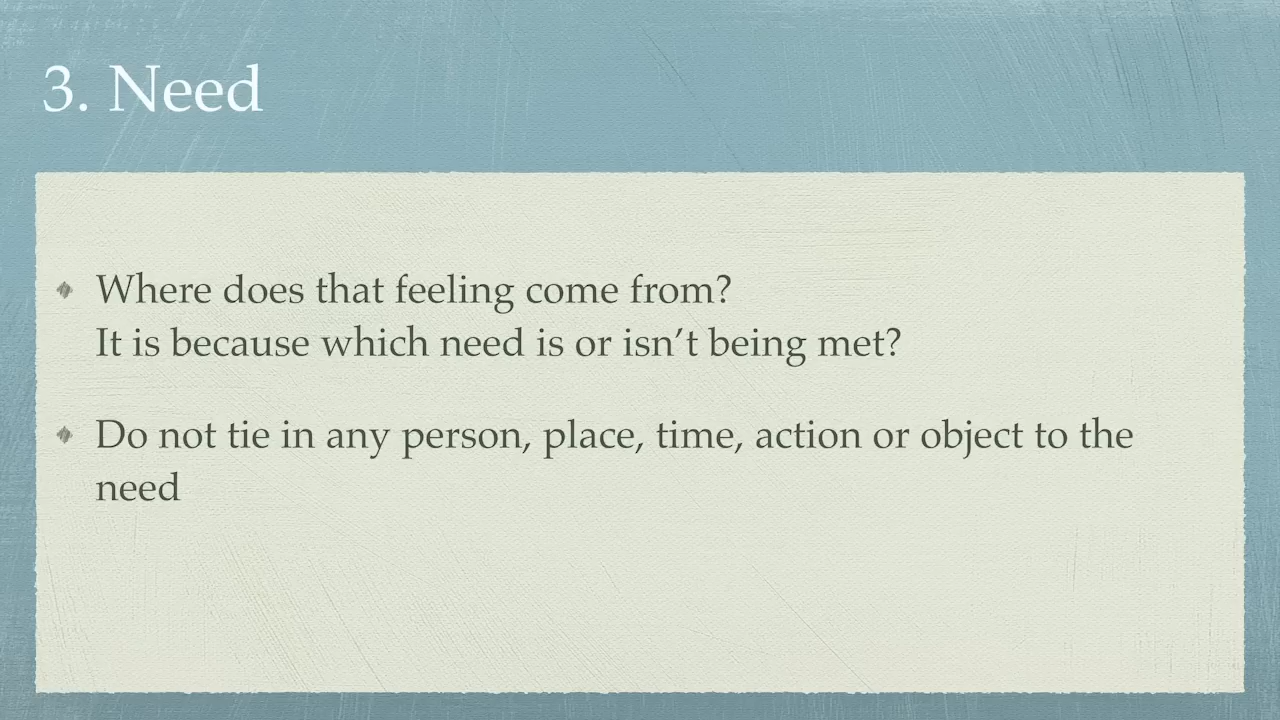 3. Need
Where does that feeling come from?
It is because which need is or isn’t being met?
Do not tie in any person, place, time, action or object to the
need